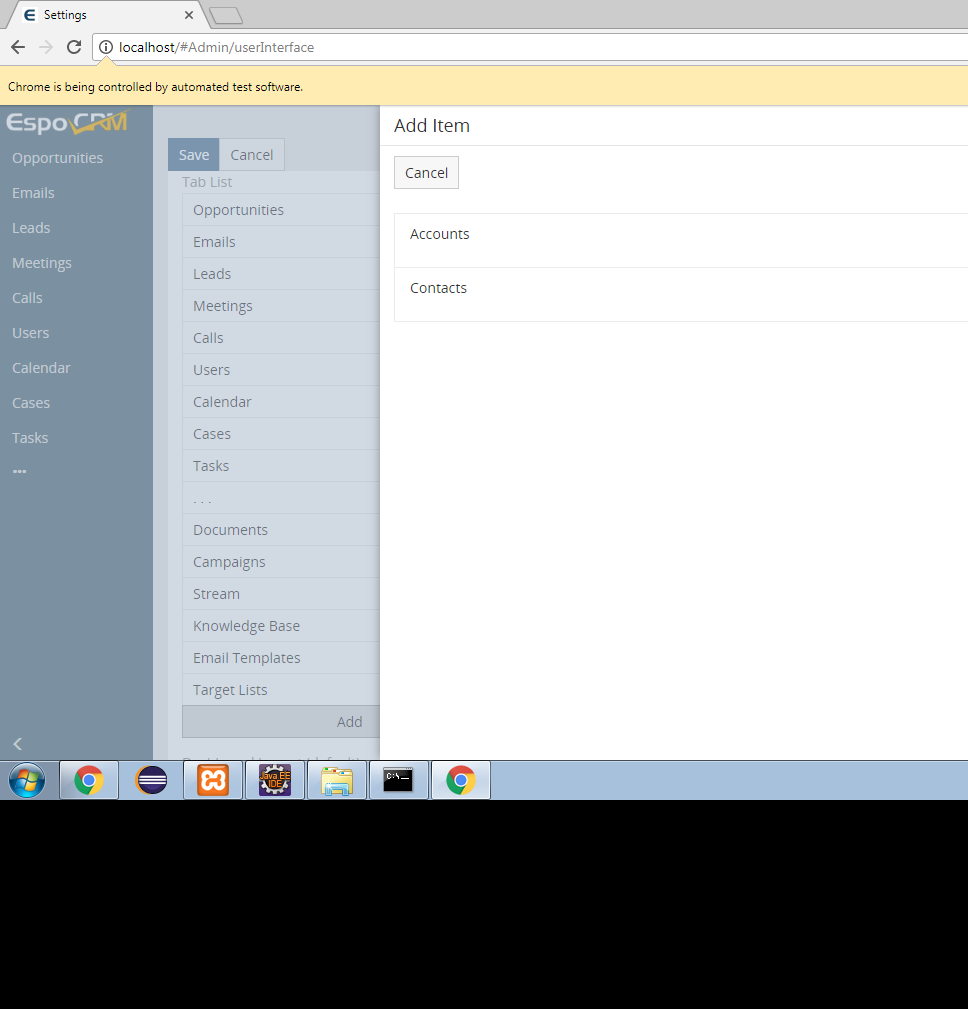 Settings
localhost/#Admin/userInterface
Chrome is being controlled by automated test software.
EspoCRM
Opportunities
Emails
Leads
Meetings
Calls
Users
Calendar
Cases
Tasks
...
Save
Cancel
Tab List
Opportunities
Emails
Leads
Meetings
Calls
Users
Calendar
Cases
Tasks
. . .
Documents
Campaigns
Stream
Knowledge Base
Email Templates
Target Lists
Add
Add Item
Cancel
Accounts
Contacts
Java EE
IDE
C:\_